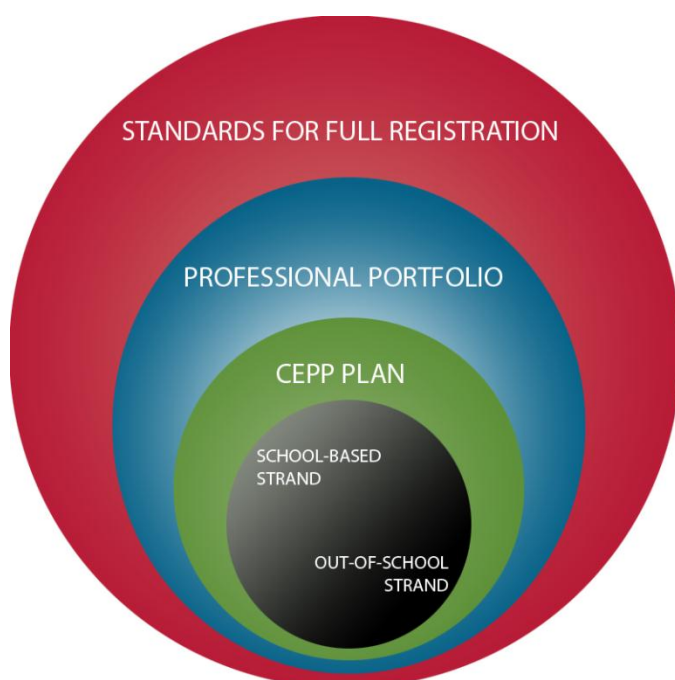 STANDARDS FOR FULL REGISTRATION
PROFESSIONAL PORTFOLIO
CEPP PLAN
SCHOOL-BASED
STRAND
OUT-OF-SCHOOL
STRAND